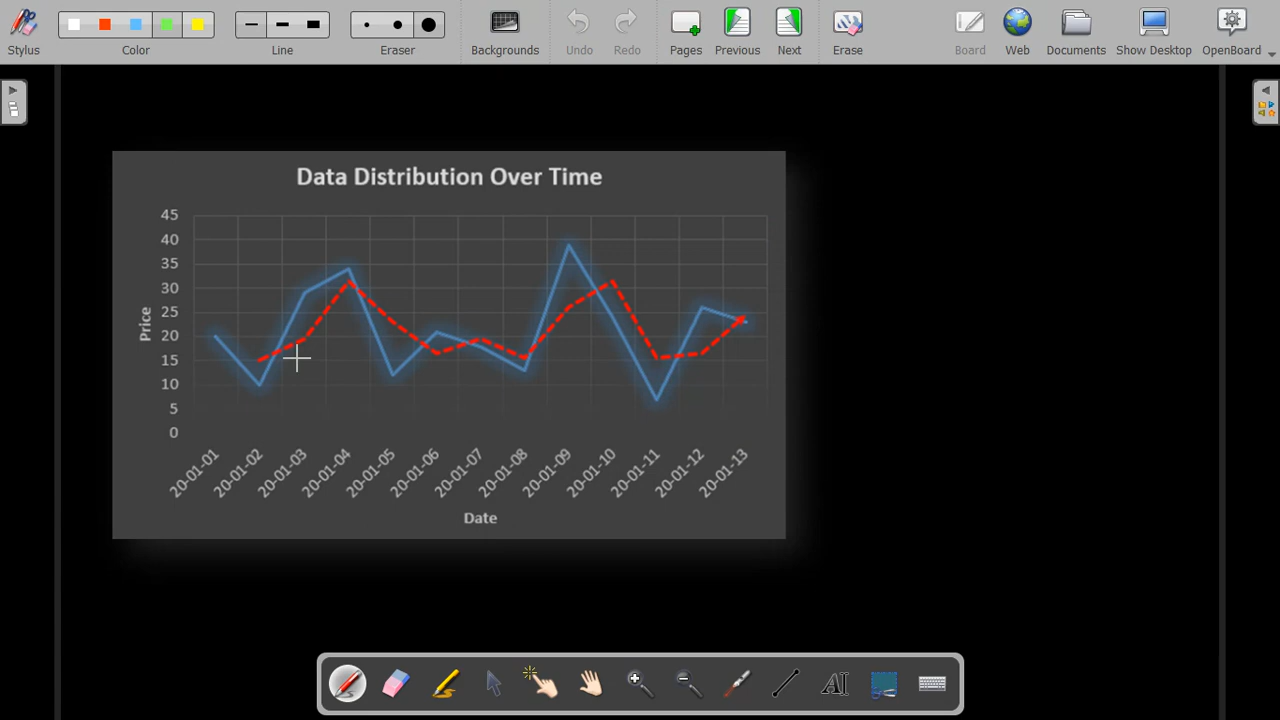 Stylus
Color
Line
Eraser
Backgrounds
Undo
Redo
Pages
Previous
Next
Erase
Board
Web
Documents
Show Desktop
OpenBoard
Data Distribution Over Time
45
40
35
30
25
20
15
10
5
0
Price
20-01-01
20-01-02
20-01-03
20-01-04
20-01-05
20-01-06
20-01-07
20-01-08
20-01-09
20-01-10
20-01-11
20-01-12
20-01-13
Date
AI